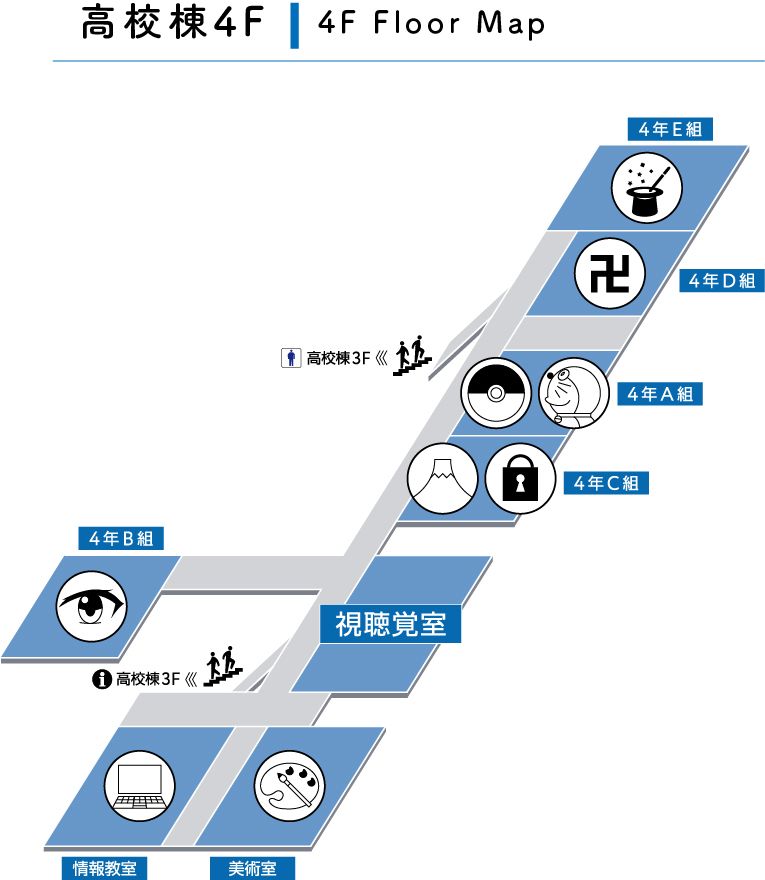 高校棟4F
4F Floor Map
4年E組
4年D組
高校棟3F
4年A組
4年C組
4年B組
視聴覚室
高校棟3F
情報教室
美術室